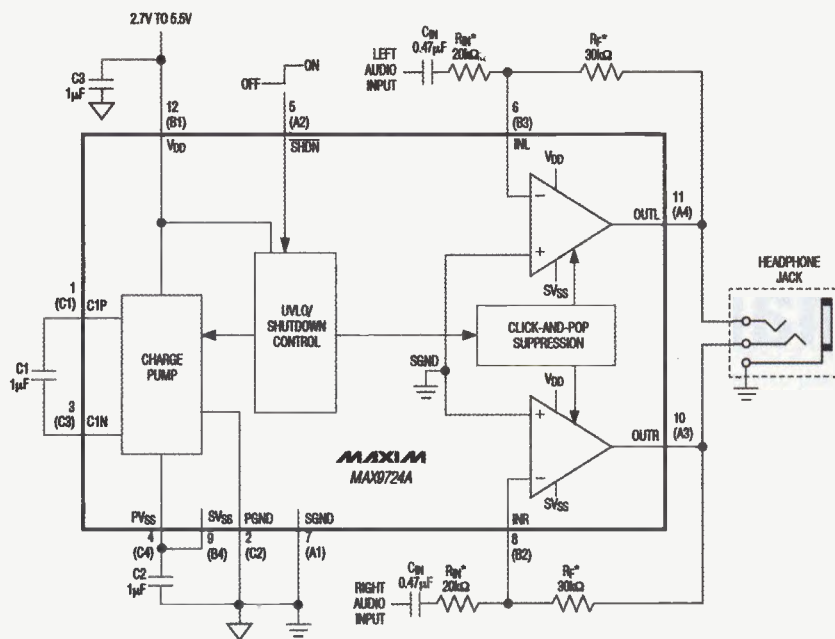 2.7V TO 5.5V
C3
1µF
12
(B1)
VDD
OFF
ON
5
(A2)
SHDN
LEFT
AUDIO
INPUT
CIN
0.47µF
RIN*
20kΩ
RF*
30kΩ
6
(B3)
INL
VDD
−
+
SVSS
OUTL
11
(A4)
HEADPHONE
JACK
1
(C1)
C1P
C1
1µF
3
(C3)
C1N
CHARGE
PUMP
UVLO/
SHUTDOWN
CONTROL
CLICK-AND-POP
SUPPRESSION
SGND
VDD
+
−
SVSS
OUTR
10
(A3)
MAXIM
MAX9724A
PVSS
SVSS
PGND
SGND
INR
4
(C4)
9
(B4)
2
(C2)
7
(A1)
8
(B2)
C2
1µF
RIGHT
AUDIO
INPUT
CIN
0.47µF
RIN*
20kΩ
RF*
30kΩ